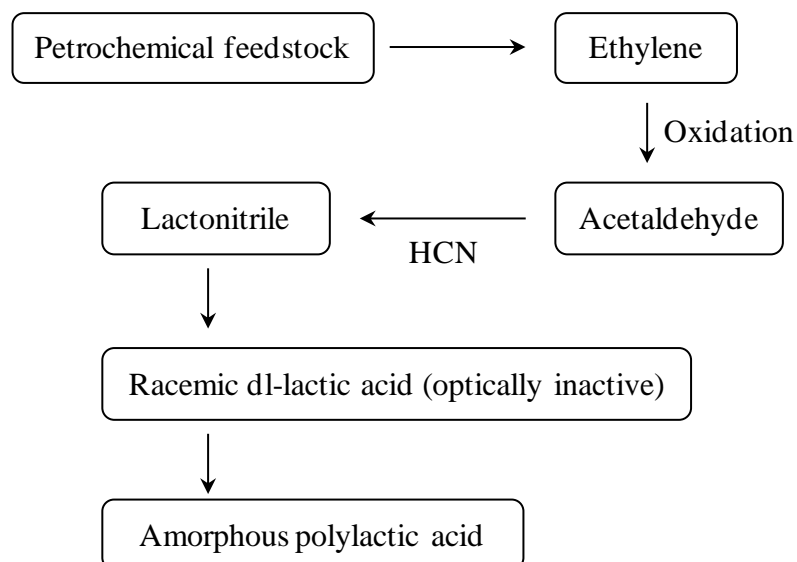 Petrochemical feedstock
Ethylene
Oxidation
Acetaldehyde
HCN
Lactonitrile
Racemic dl-lactic acid (optically inactive)
Amorphous polylactic acid